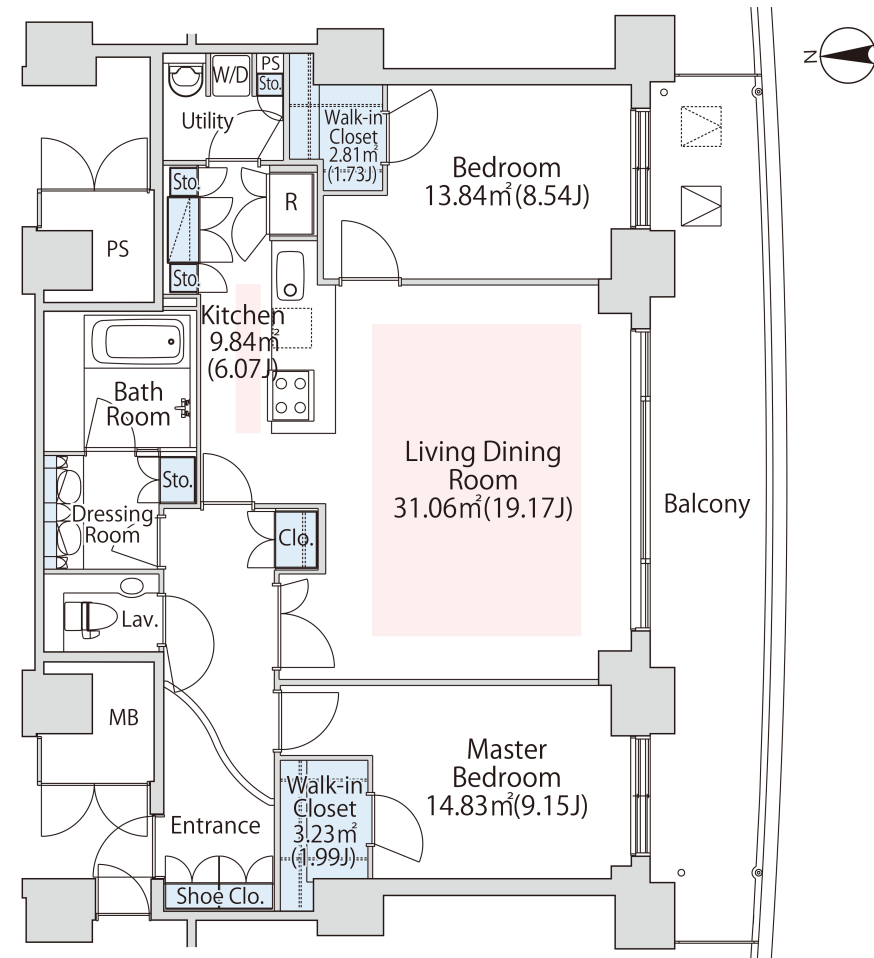 N
PS
W/D
Sto.
Utility
Walk-in
Closet
2.81㎡
(1.73J)
Bedroom
13.84㎡(8.54J)
Sto.
R
PS
Sto.
Kitchen
9.84㎡
(6.07J)
Bath
Room
Living Dining
Room
31.06㎡(19.17J)
Balcony
Sto.
Dressing
Room
Clo.
Lav.
MB
Master
Bedroom
14.83㎡(9.15J)
Walk-in
Closet
3.23㎡
(1.99J)
Entrance
Shoe Clo.